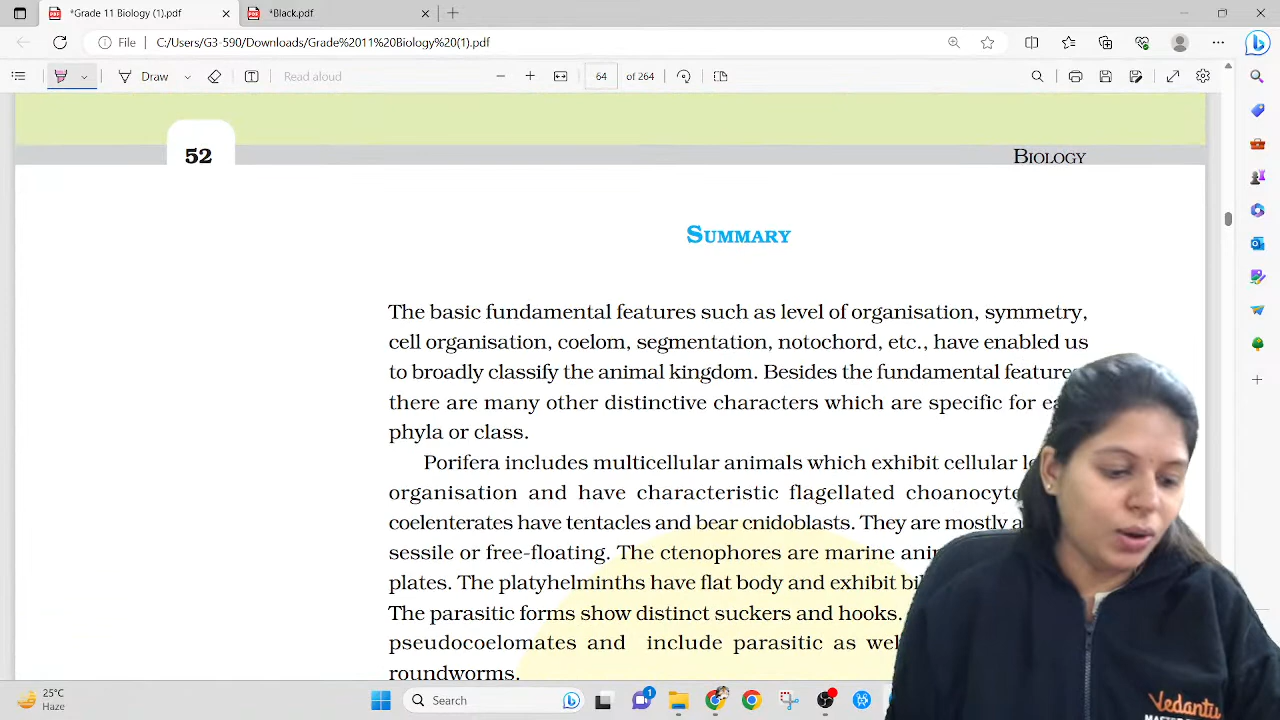 *Grade 11 Biology (1).pdf
*Black.pdf
File C:/Users/G3-590/Downloads/Grade%2011%20Biology%20(1).pdf
Draw Read aloud 64 of 264
52 BIOLOGY
SUMMARY
The basic fundamental features such as level of organisation, symmetry,
cell organisation, coelom, segmentation, notochord, etc., have enabled us
to broadly classify the animal kingdom. Besides the fundamental feature
there are many other distinctive characters which are specific for ea
phyla or class.
Porifera includes multicellular animals which exhibit cellular l
organisation and have characteristic flagellated choanocyte
coelenterates have tentacles and bear cnidoblasts. They are mostly a
sessile or free-floating. The ctenophores are marine ani
plates. The platyhelminths have flat body and exhibit bi
The parasitic forms show distinct suckers and hooks.
pseudocoelomates and include parasitic as wel
roundworms.
Vedantu
25°C
Haze
Search
1